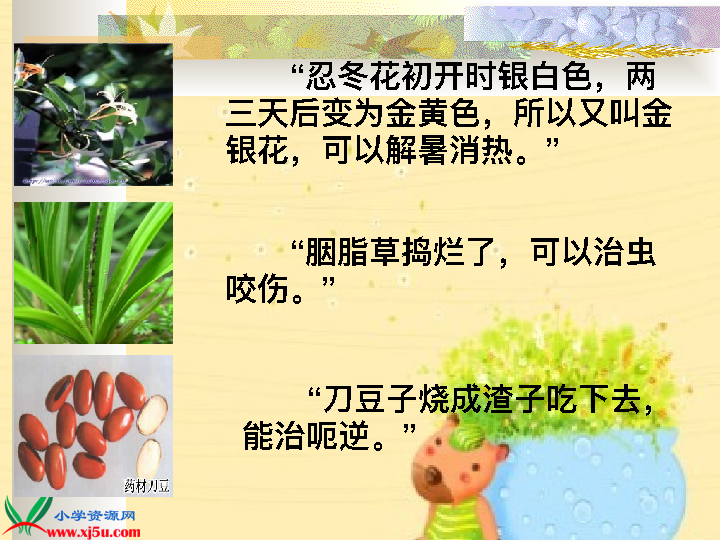 “忍冬花初开时银白色，两
三天后变为金黄色，所以又叫金
银花，可以解暑消热。”
“胭脂草捣烂了，可以治虫
咬伤。”
“刀豆子烧成渣子吃下去，
能治呃逆。”
药材刀豆
小学资源网
www.xj5u.com